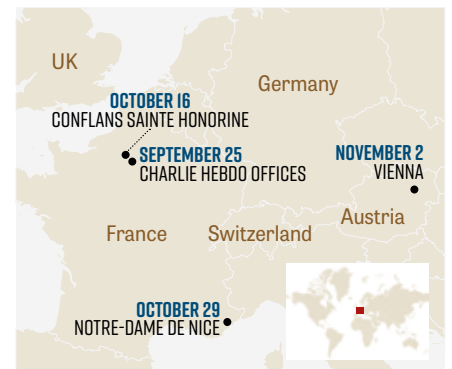 UK
Germany
OCTOBER 16
CONFLANS SAINTE HONORINE
SEPTEMBER 25
CHARLIE HEBDO OFFICES
NOVEMBER 2
VIENNA
Austria
France
Switzerland
OCTOBER 29
NOTRE-DAME DE NICE